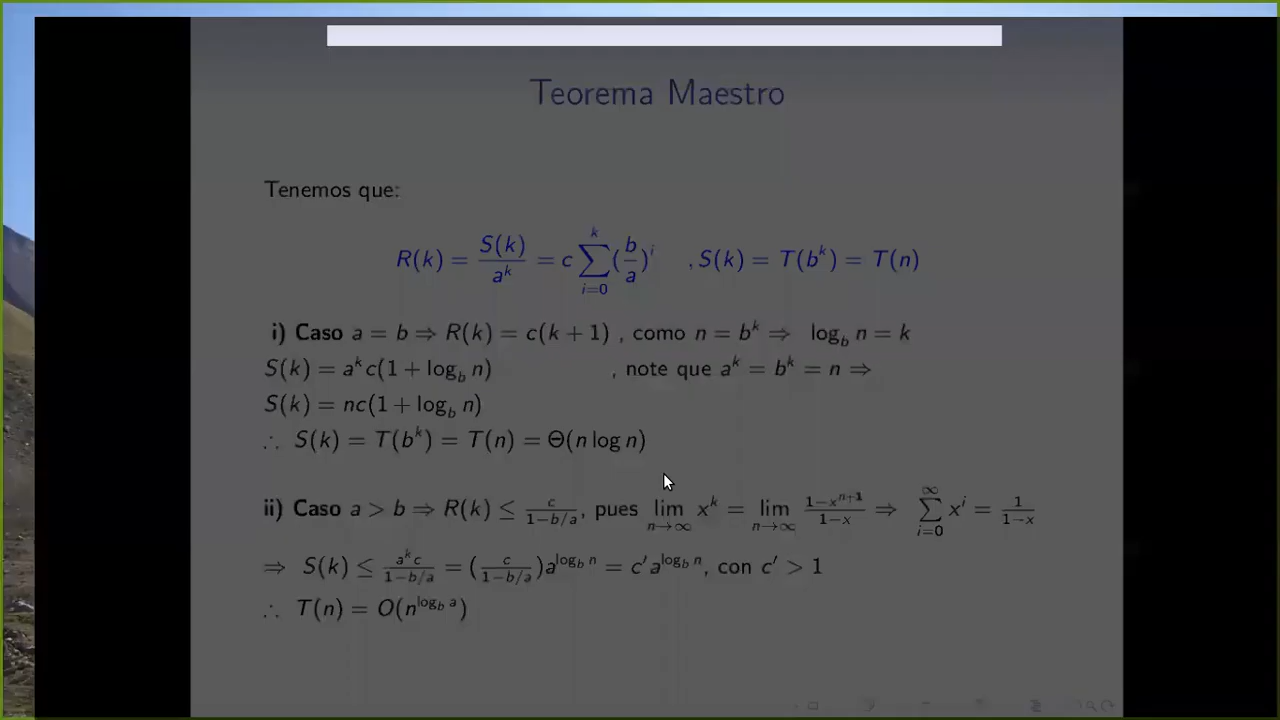 Teorema Maestro
Tenemos que:
R(k) = S(k)/a^k = c ∑_{i=0}^{k} (b/a)^i , S(k) = T(b^k) = T(n)
i) Caso a = b ⇒ R(k) = c(k + 1) , como n = b^k ⇒ log_b n = k
S(k) = a^k c(1 + log_b n) , note que a^k = b^k = n ⇒
S(k) = nc(1 + log_b n)
∴ S(k) = T(b^k) = T(n) = Θ(n log n)
ii) Caso a > b ⇒ R(k) ≤ c/(1−b/a), pues lim_{n→∞} x^k = lim_{n→∞} (1−x^{n+1})/(1−x) ⇒ ∑_{i=0}^{∞} x^i = 1/(1−x)
⇒ S(k) ≤ a^k c/(1−b/a) = (c/(1−b/a))a^{log_b n} = c′a^{log_b n}, con c′ > 1
∴ T(n) = O(n^{log_b a})